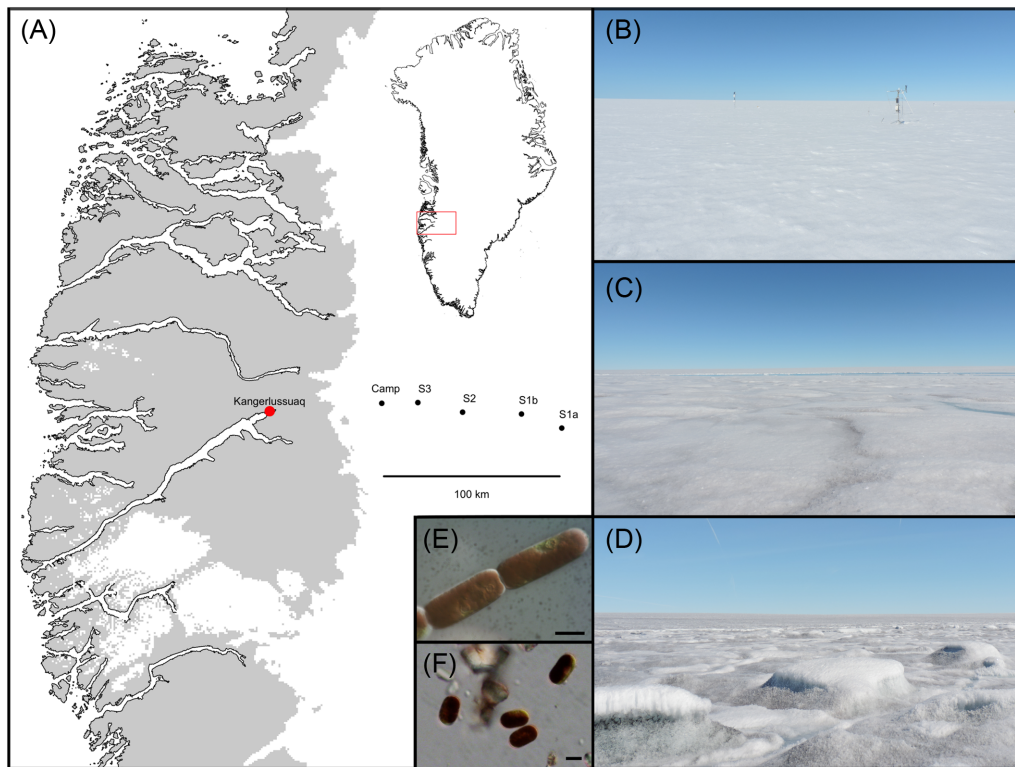 (A)
(B)
(C)
Kangerlussuaq
Camp
S3
S2
S1b
S1a
100 km
(E)
(D)
(F)